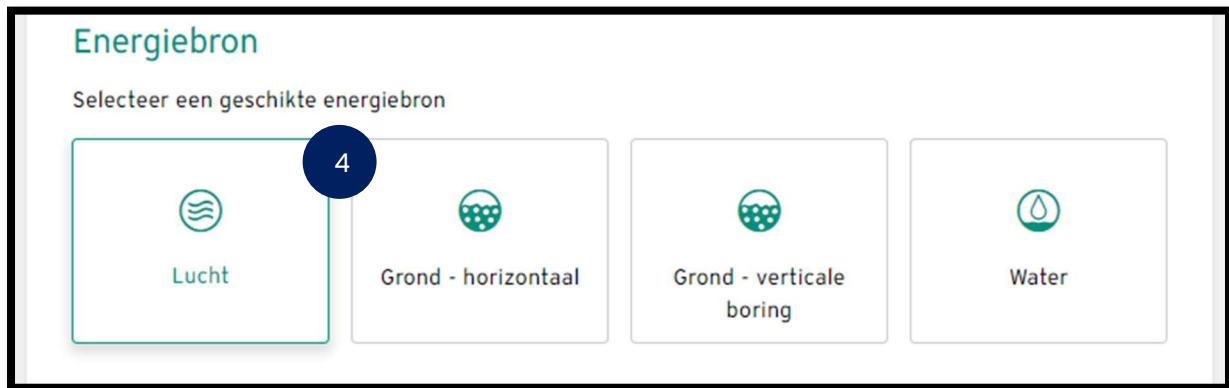 Energiebron
Selecteer een geschikte energiebron
4
Lucht
Grond - horizontaal
Grond - verticale
boring
Water